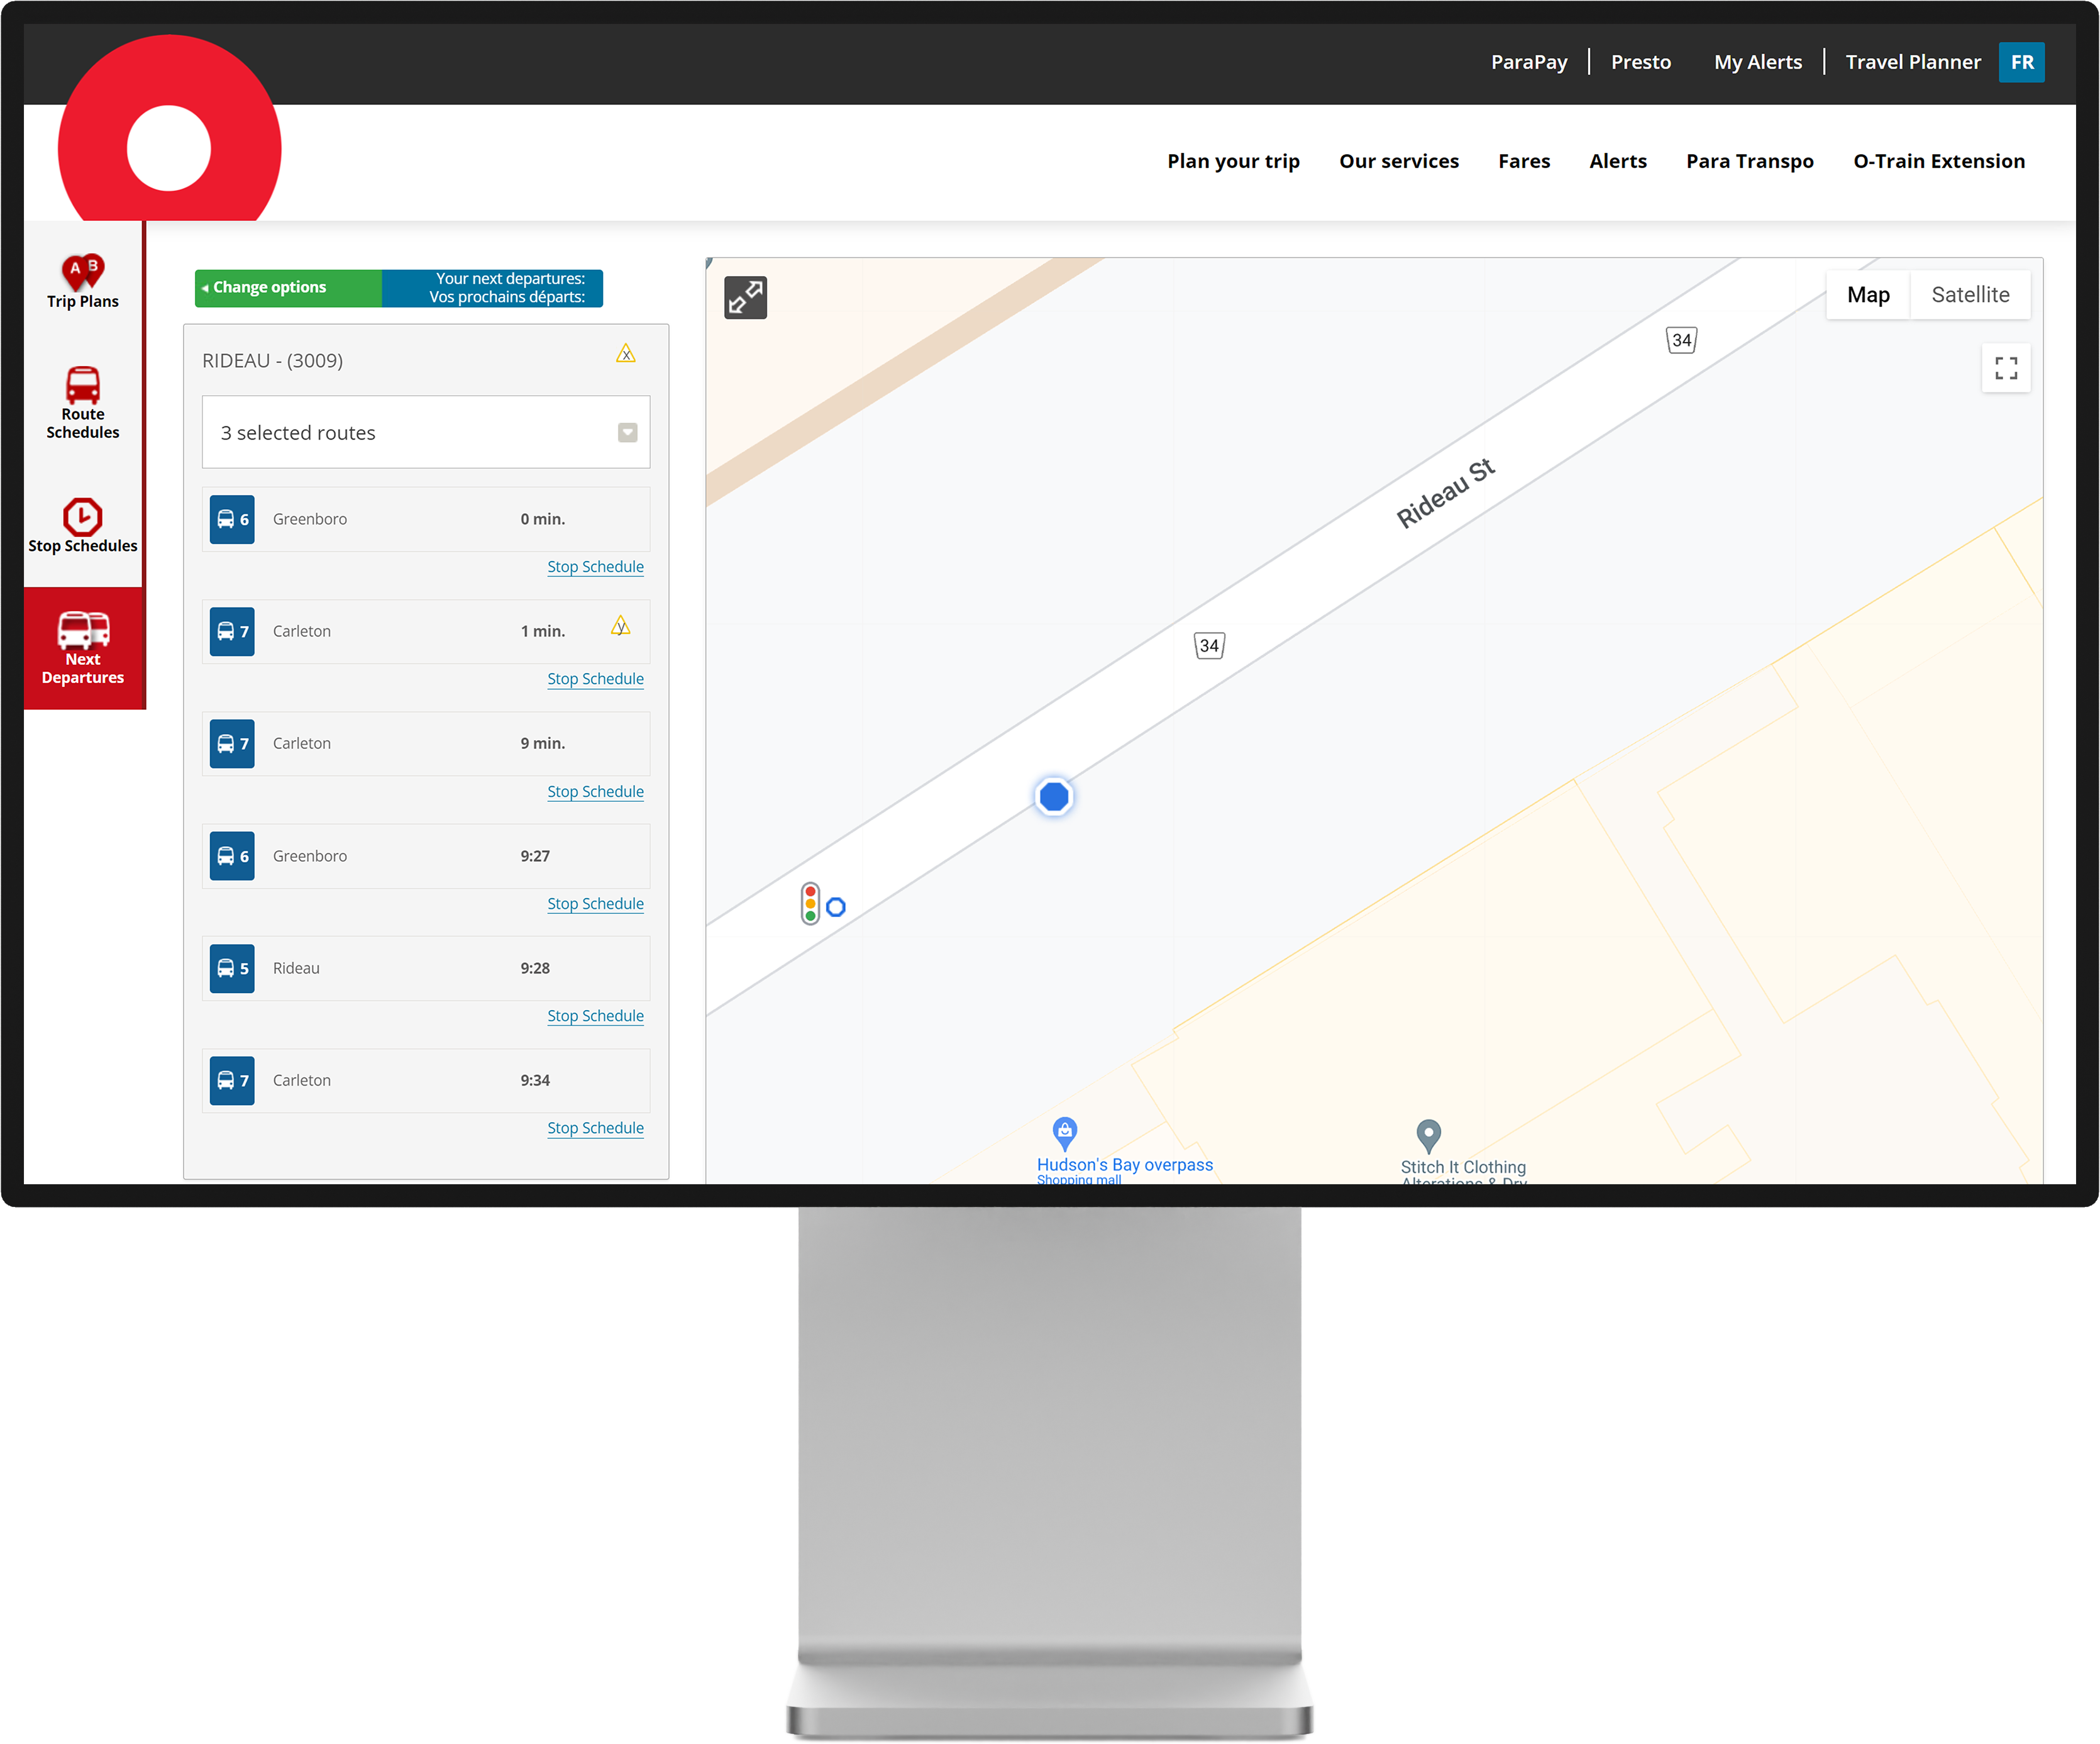 ParaPay
Presto
My Alerts
Travel Planner
FR
Plan your trip
Our services
Fares
Alerts
Para Transpo
O-Train Extension
A B
Trip Plans
Route
Schedules
Stop Schedules
Next
Departures
Change options
Your next departures:
Vos prochains départs:
RIDEAU - (3009)
x
3 selected routes
6 Greenboro 0 min.
Stop Schedule
7 Carleton 1 min. y
Stop Schedule
7 Carleton 9 min.
Stop Schedule
6 Greenboro 9:27
Stop Schedule
5 Rideau 9:28
Stop Schedule
7 Carleton 9:34
Stop Schedule
Map
Satellite
34
Rideau St
34
Hudson's Bay overpass
Shopping mall
Stitch It Clothing
Alterations & Dry